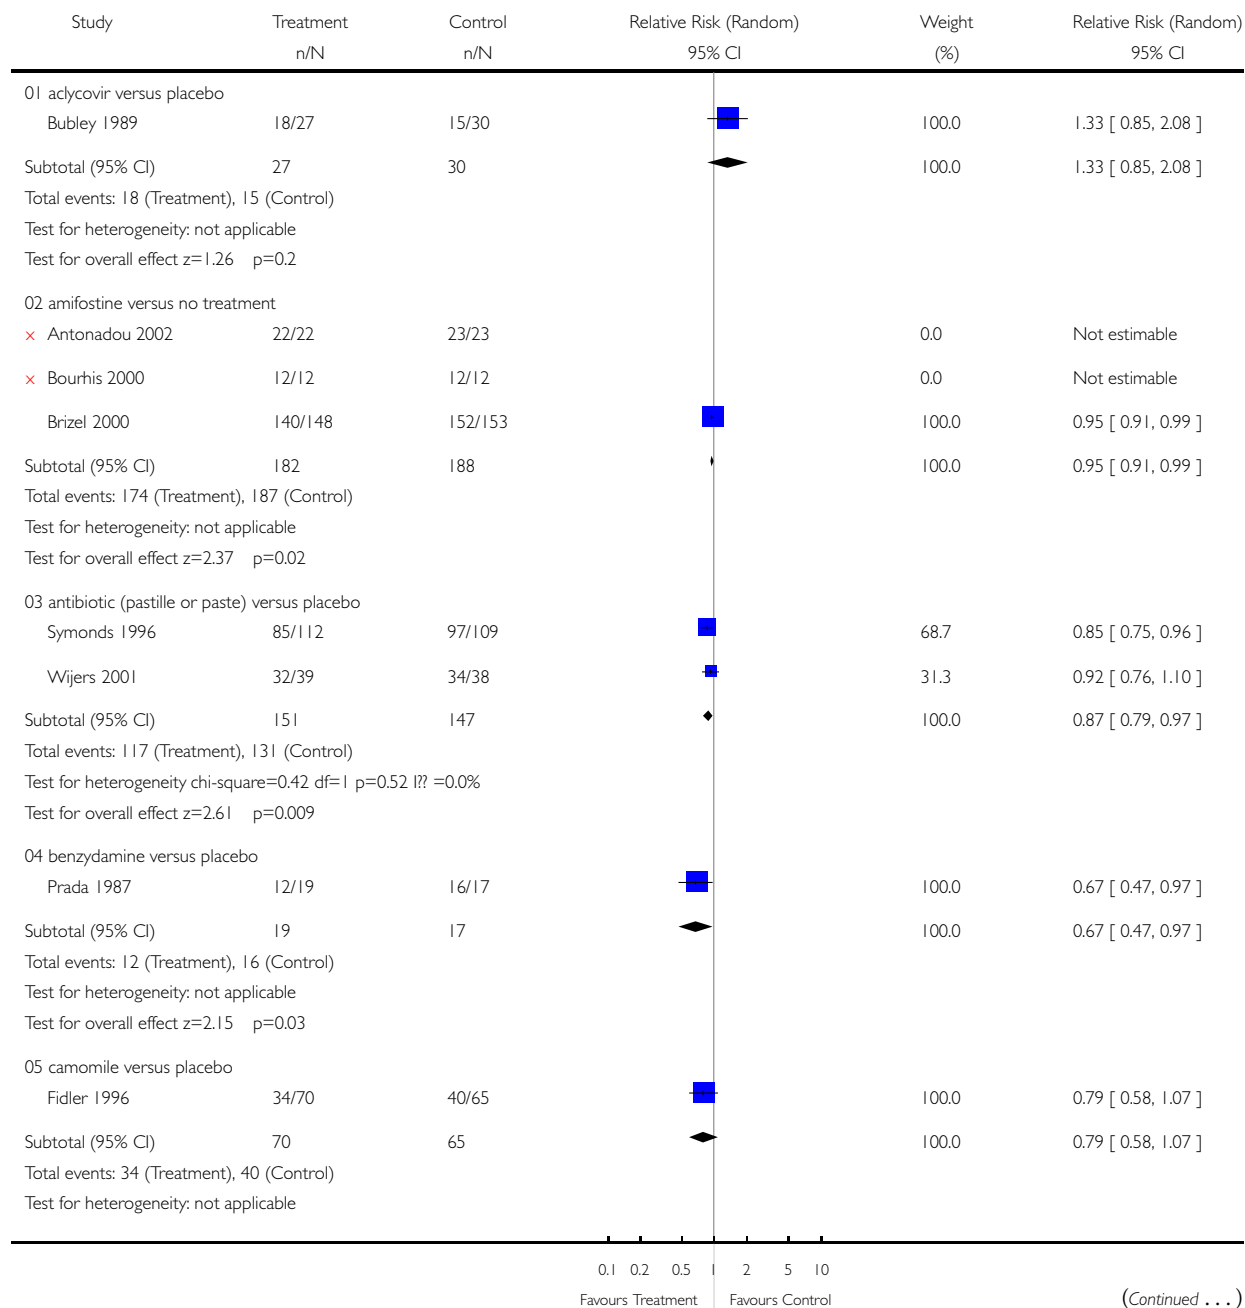 Study Treatment Control Relative Risk (Random) Weight Relative Risk (Random)
n/N n/N 95% CI (%) 95% CI
01 aclycovir versus placebo
Bubley 1989 18/27 15/30 100.0 1.33 [ 0.85, 2.08 ]
Subtotal (95% CI) 27 30 100.0 1.33 [ 0.85, 2.08 ]
Total events: 18 (Treatment), 15 (Control)
Test for heterogeneity: not applicable
Test for overall effect z=1.26 p=0.2
02 amifostine versus no treatment
× Antonadou 2002 22/22 23/23 0.0 Not estimable
× Bourhis 2000 12/12 12/12 0.0 Not estimable
Brizel 2000 140/148 152/153 100.0 0.95 [ 0.91, 0.99 ]
Subtotal (95% CI) 182 188 100.0 0.95 [ 0.91, 0.99 ]
Total events: 174 (Treatment), 187 (Control)
Test for heterogeneity: not applicable
Test for overall effect z=2.37 p=0.02
03 antibiotic (pastille or paste) versus placebo
Symonds 1996 85/112 97/109 68.7 0.85 [ 0.75, 0.96 ]
Wijers 2001 32/39 34/38 31.3 0.92 [ 0.76, 1.10 ]
Subtotal (95% CI) 151 147 100.0 0.87 [ 0.79, 0.97 ]
Total events: 117 (Treatment), 131 (Control)
Test for heterogeneity chi-square=0.42 df=1 p=0.52 I?? =0.0%
Test for overall effect z=2.61 p=0.009
04 benzydamine versus placebo
Prada 1987 12/19 16/17 100.0 0.67 [ 0.47, 0.97 ]
Subtotal (95% CI) 19 17 100.0 0.67 [ 0.47, 0.97 ]
Total events: 12 (Treatment), 16 (Control)
Test for heterogeneity: not applicable
Test for overall effect z=2.15 p=0.03
05 camomile versus placebo
Fidler 1996 34/70 40/65 100.0 0.79 [ 0.58, 1.07 ]
Subtotal (95% CI) 70 65 100.0 0.79 [ 0.58, 1.07 ]
Total events: 34 (Treatment), 40 (Control)
Test for heterogeneity: not applicable
0.1 0.2 0.5 1 2 5 10
Favours Treatment Favours Control (Continued . . . )